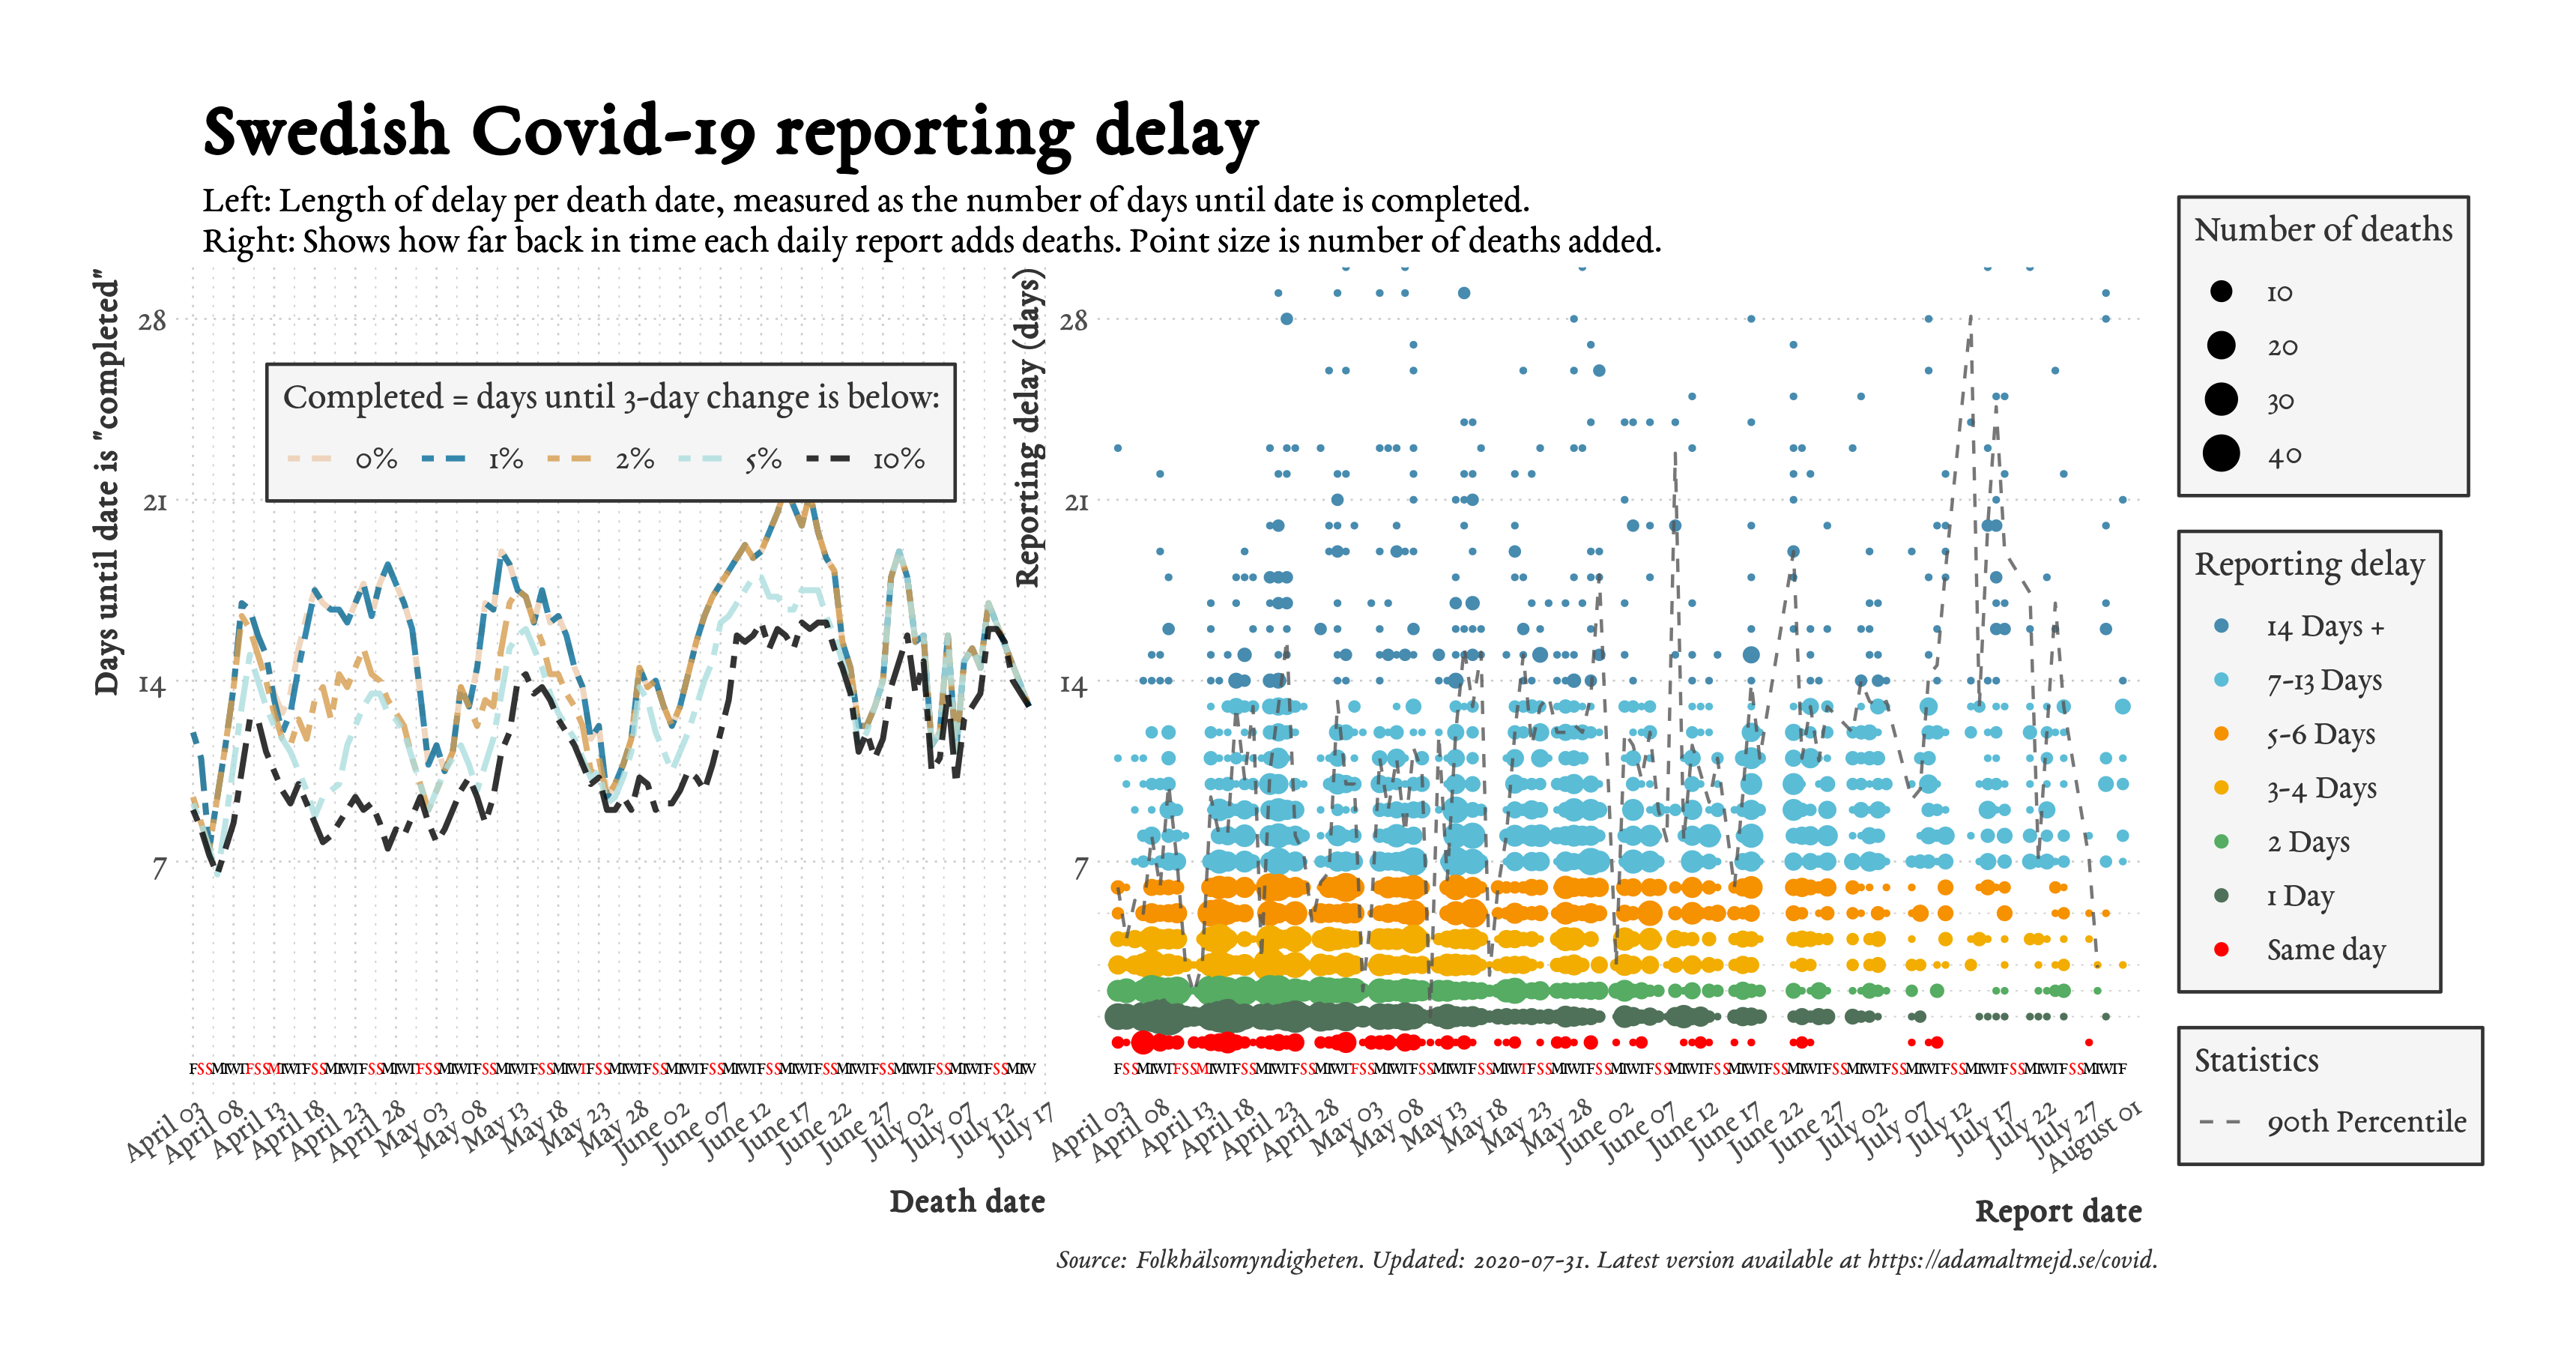 Swedish Covid-19 reporting delay
Left: Length of delay per death date, measured as the number of days until date is completed.
Right: Shows how far back in time each daily report adds deaths. Point size is number of deaths added.
Days until date is "completed"
28
21
14
7
Completed = days until 3-day change is below:
0% 1% 2% 5% 10%
April 03
April 08
April 13
April 18
April 23
April 28
May 03
May 08
May 13
May 18
May 23
May 28
June 02
June 07
June 12
June 17
June 22
June 27
July 02
July 07
July 12
July 17
Death date
Reporting delay (days)
28
21
14
7
April 03
April 08
April 13
April 18
April 23
April 28
May 03
May 08
May 13
May 18
May 23
May 28
June 02
June 07
June 12
June 17
June 22
June 27
July 02
July 07
July 12
July 17
July 22
July 27
August 01
Report date
Number of deaths
10
20
30
40
Reporting delay
14 Days +
7-13 Days
5-6 Days
3-4 Days
2 Days
1 Day
Same day
Statistics
90th Percentile
Source: Folkhälsomyndigheten. Updated: 2020-07-31. Latest version available at https://adamaltmejd.se/covid.